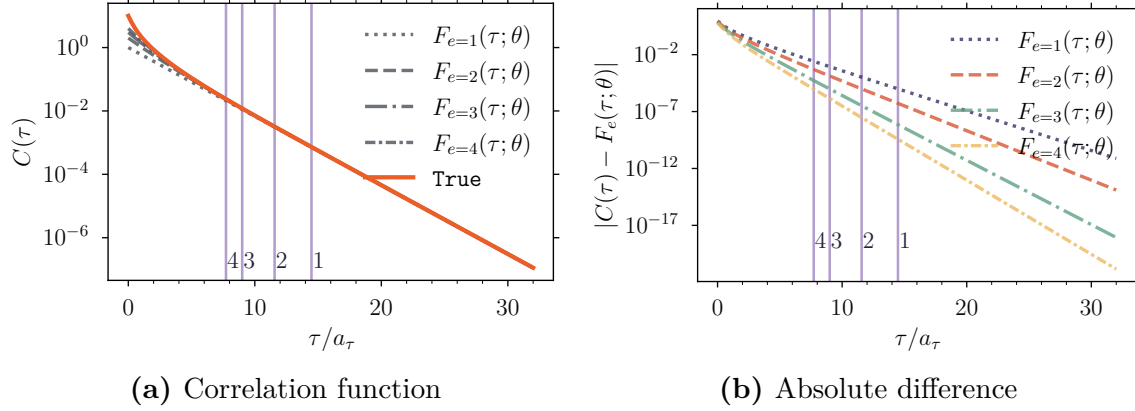 10^0
10^{-2}
10^{-4}
10^{-6}
C(τ)
F_{e=1}(τ; θ)
F_{e=2}(τ; θ)
F_{e=3}(τ; θ)
F_{e=4}(τ; θ)
True
4 3 2 1
0 10 20 30
τ/a_τ
(a) Correlation function
10^{-2}
10^{-7}
10^{-12}
10^{-17}
|C(τ) − F_e(τ; θ)|
F_{e=1}(τ; θ)
F_{e=2}(τ; θ)
F_{e=3}(τ; θ)
F_{e=4}(τ; θ)
4 3 2 1
0 10 20 30
τ/a_τ
(b) Absolute difference